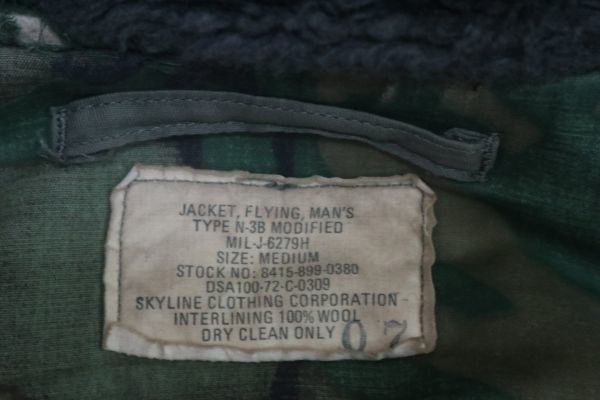 JACKET, FLYING, MAN'S
TYPE N-3B MODIFIED
MIL-J-6279H
SIZE: MEDIUM
STOCK NO: 8415-899-0380
DSA100-72-C-0309
SKYLINE CLOTHING CORPORATION
INTERLINING 100% WOOL
DRY CLEAN ONLY 07